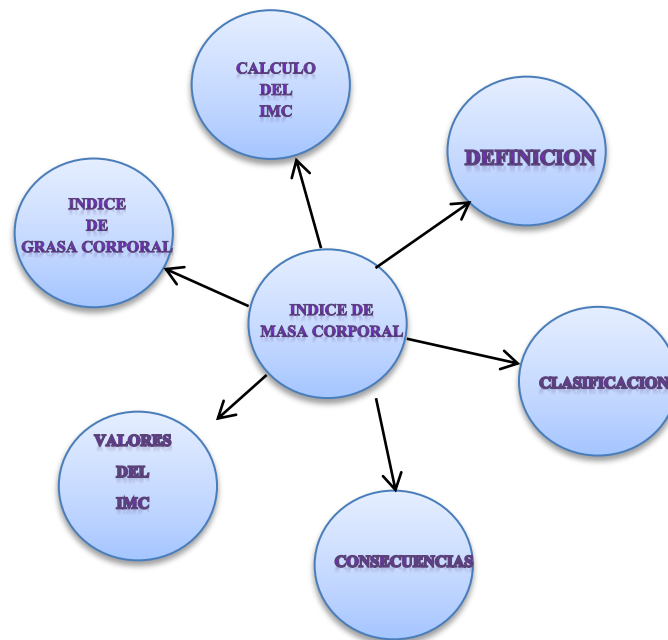 CALCULO
DEL
IMC
DEFINICION
INDICE
DE
GRASA CORPORAL
INDICE DE
MASA CORPORAL
CLASIFICACION
VALORES
DEL
IMC
CONSECUENCIAS